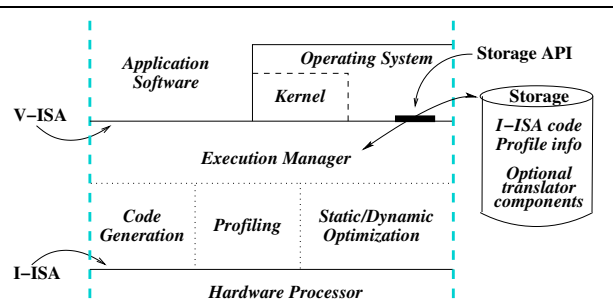 Application
Software
Operating System
Kernel
Storage API
V-ISA
Storage
I-ISA code
Profile info
Optional
translator
components
Execution Manager
Code
Generation
Profiling
Static/Dynamic
Optimization
I-ISA
Hardware Processor